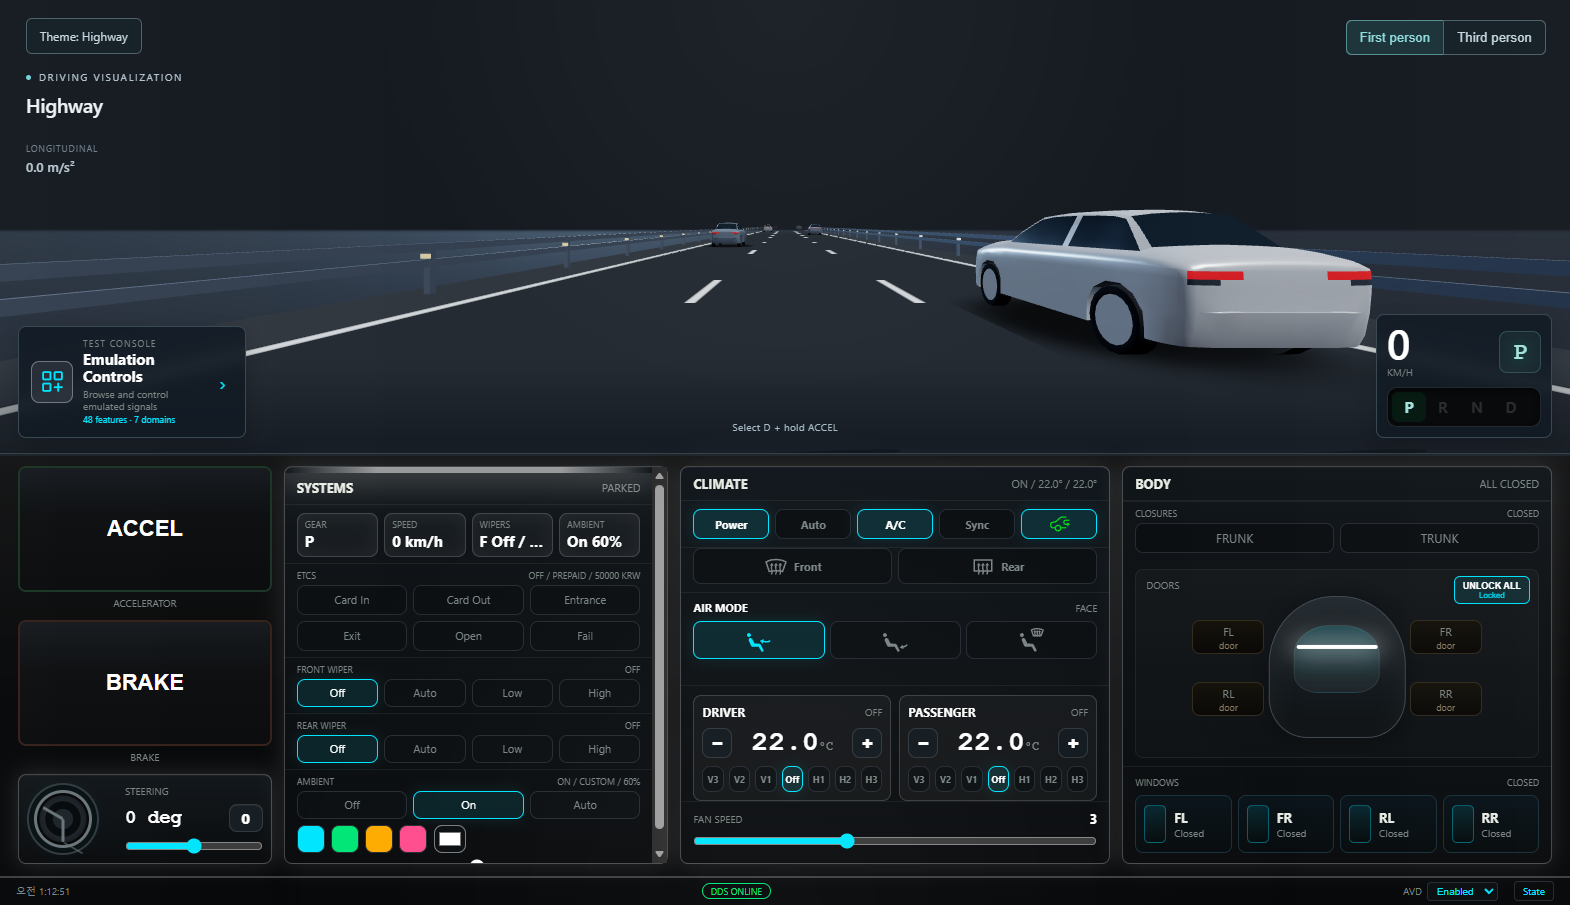 Theme: Highway
First person
Third person
DRIVING VISUALIZATION
Highway
LONGITUDINAL
0.0 m/s²
TEST CONSOLE
Emulation
Controls
Browse and control
emulated signals
48 features · 7 domains
›
Select D + hold ACCEL
0
KM/H
P
P R N D
ACCEL
ACCELERATOR
BRAKE
BRAKE
STEERING
0 deg
0
SYSTEMS
PARKED
GEAR
P
SPEED
0 km/h
WIPERS
F Off / ...
AMBIENT
On 60%
ETCS
OFF / PREPAID / 50000 KRW
Card In
Card Out
Entrance
Exit
Open
Fail
FRONT WIPER
OFF
Off
Auto
Low
High
REAR WIPER
OFF
Off
Auto
Low
High
AMBIENT
ON / CUSTOM / 60%
Off
On
Auto
CLIMATE
ON / 22.0° / 22.0°
Power
Auto
A/C
Sync
Front
Rear
AIR MODE
FACE
DRIVER
OFF
− 22.0°C +
V3 V2 V1 Off H1 H2 H3
PASSENGER
OFF
− 22.0°C +
V3 V2 V1 Off H1 H2 H3
FAN SPEED
3
BODY
ALL CLOSED
CLOSURES
CLOSED
FRUNK
TRUNK
DOORS
UNLOCK ALL
Locked
FL
door
FR
door
RL
door
RR
door
WINDOWS
CLOSED
FL
Closed
FR
Closed
RL
Closed
RR
Closed
오전 1:12:51
DDS ONLINE
AVD
Enabled
State